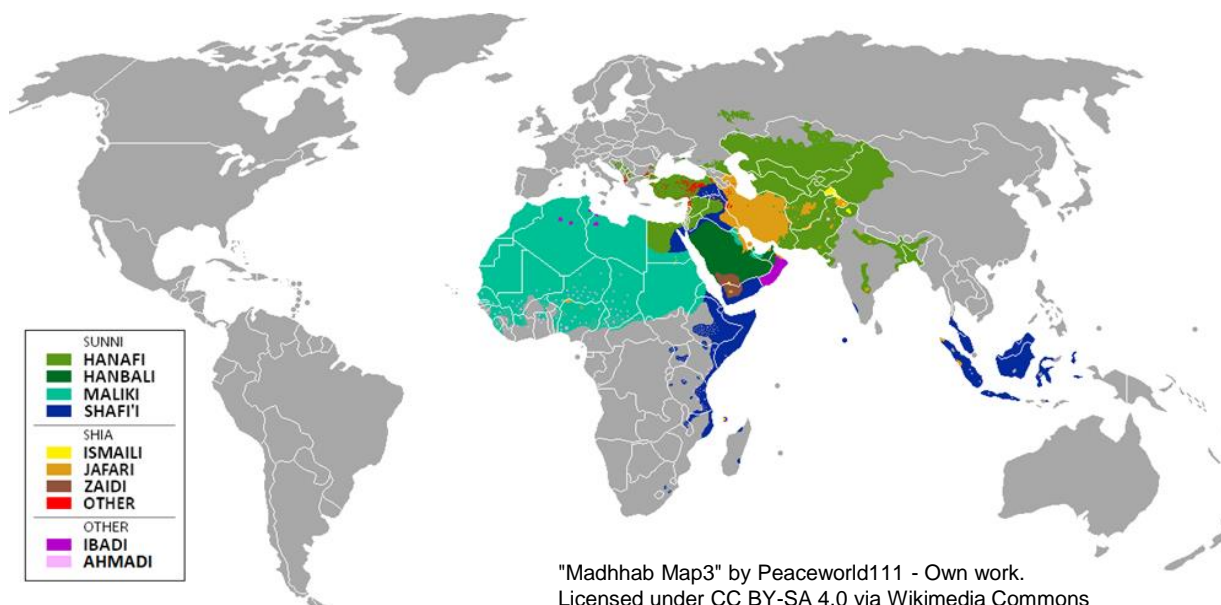 SUNNI
HANAFI
HANBALI
MALIKI
SHAFI'I
SHIA
ISMAILI
JAFARI
ZAIDI
OTHER
OTHER
IBADI
AHMADI
"Madhhab Map3" by Peaceworld111 - Own work.
Licensed under CC BY-SA 4.0 via Wikimedia Commons